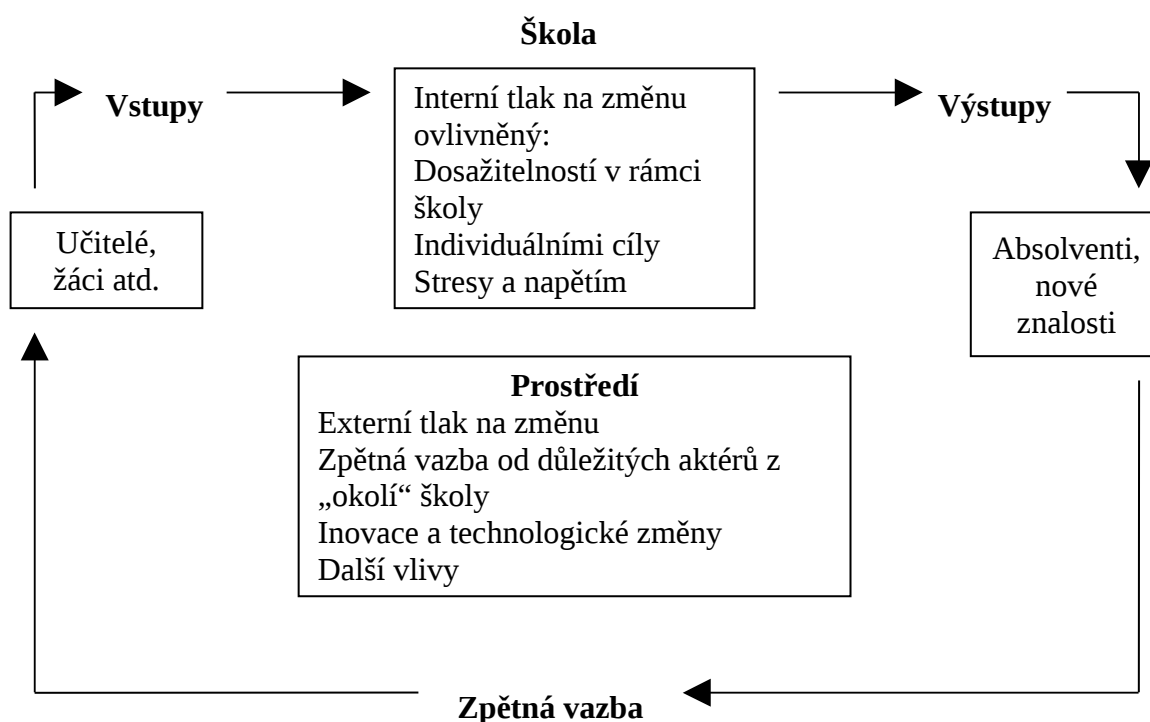 Škola
Vstupy
Interní tlak na změnu
ovlivněný:
Dosažitelností v rámci
školy
Individuálními cíly
Stresy a napětím
Výstupy
Učitelé,
žáci atd.
Absolventi,
nové
znalosti
Prostředí
Externí tlak na změnu
Zpětná vazba od důležitých aktérů z
„okolí“ školy
Inovace a technologické změny
Další vlivy
Zpětná vazba